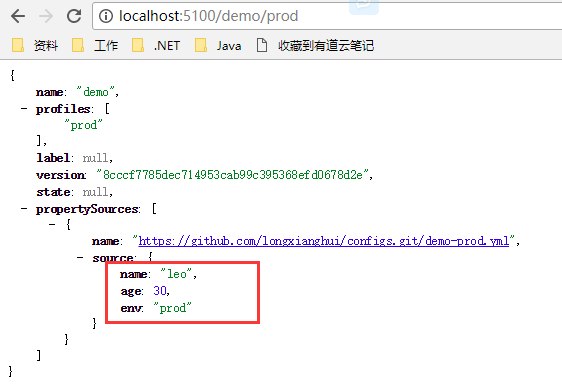 localhost:5100/demo/prod
资料 工作 .NET Java 收藏到有道云笔记
{
name: "demo",
- profiles: [
"prod"
],
label: null,
version: "8cccf7785dec714953cab99c395368efd0678d2e",
state: null,
- propertySources: [
- {
name: "https://github.com/longxianghui/configs.git/demo-prod.yml",
- source: {
name: "leo",
age: 30,
env: "prod"
}
}
]
}